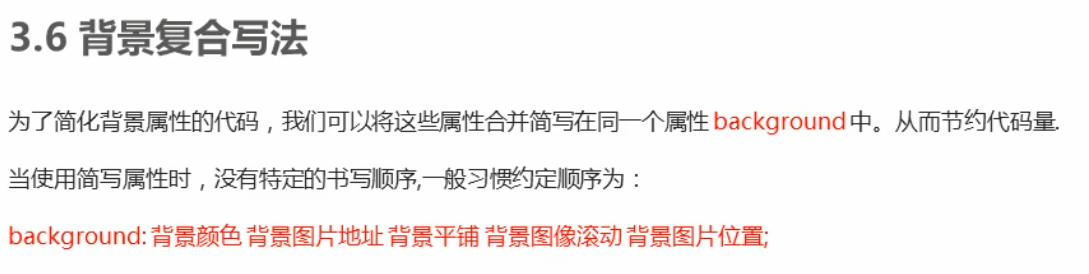 3.6 背景复合写法
为了简化背景属性的代码，我们可以将这些属性合并简写在同一个属性 background 中。从而节约代码量.
当使用简写属性时，没有特定的书写顺序,一般习惯约定顺序为：
background: 背景颜色 背景图片地址 背景平铺 背景图像滚动 背景图片位置;